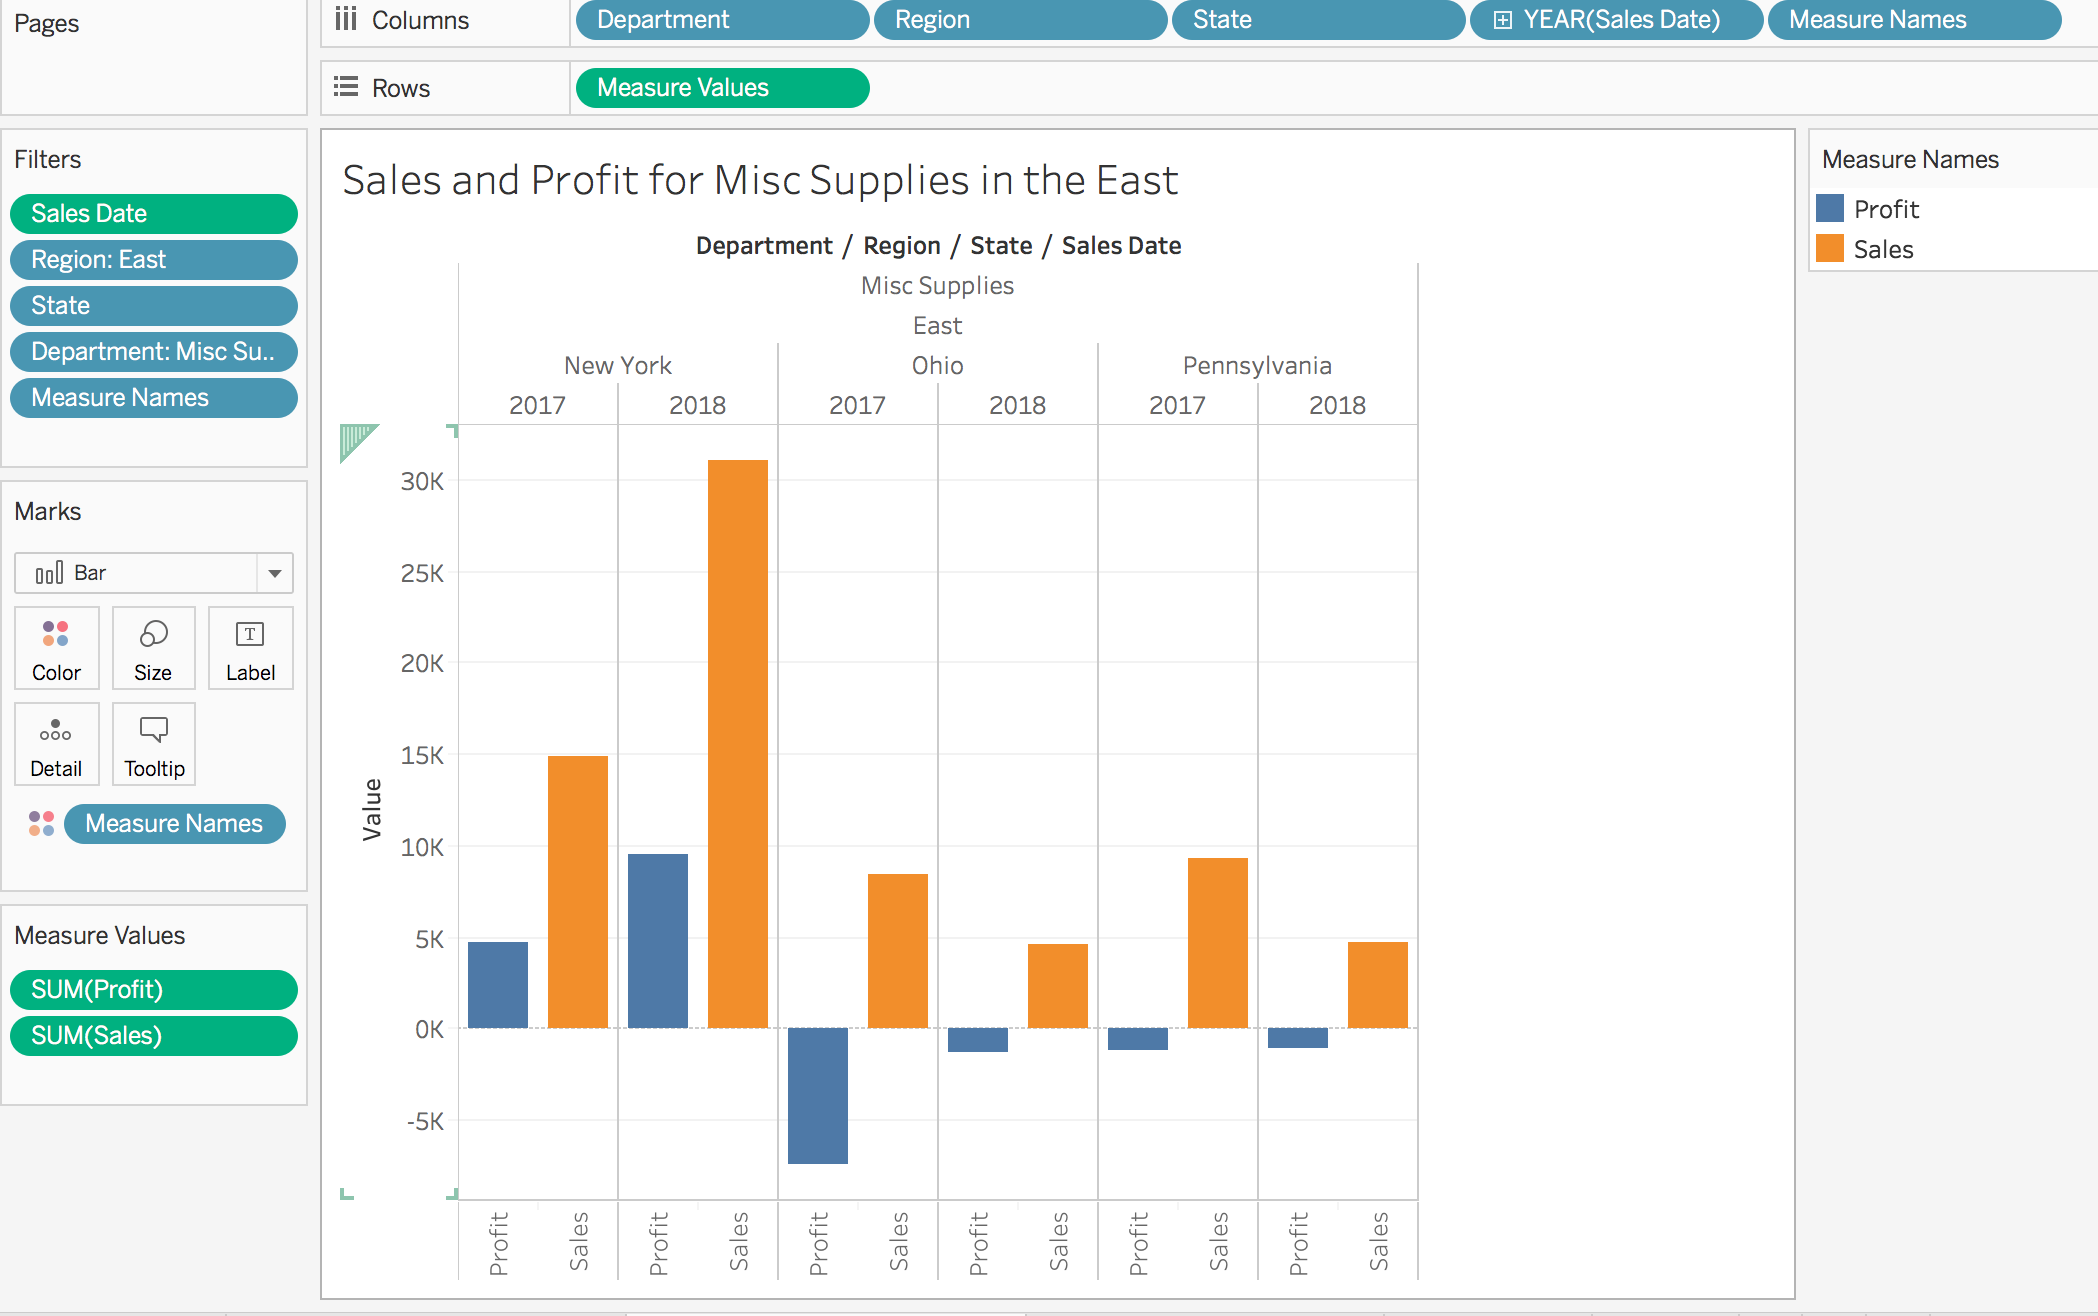 Pages
Columns
Department
Region
State
YEAR(Sales Date)
Measure Names
Rows
Measure Values
Filters
Sales Date
Region: East
State
Department: Misc Su..
Measure Names
Marks
Bar
Color
Size
T
Label
Detail
Tooltip
Measure Names
Measure Values
SUM(Profit)
SUM(Sales)
Sales and Profit for Misc Supplies in the East
Department / Region / State / Sales Date
Misc Supplies
East
New York
Ohio
Pennsylvania
2017
2018
2017
2018
2017
2018
Value
30K
25K
20K
15K
10K
5K
0K
-5K
Profit
Sales
Profit
Sales
Profit
Sales
Profit
Sales
Profit
Sales
Profit
Sales
Measure Names
Profit
Sales